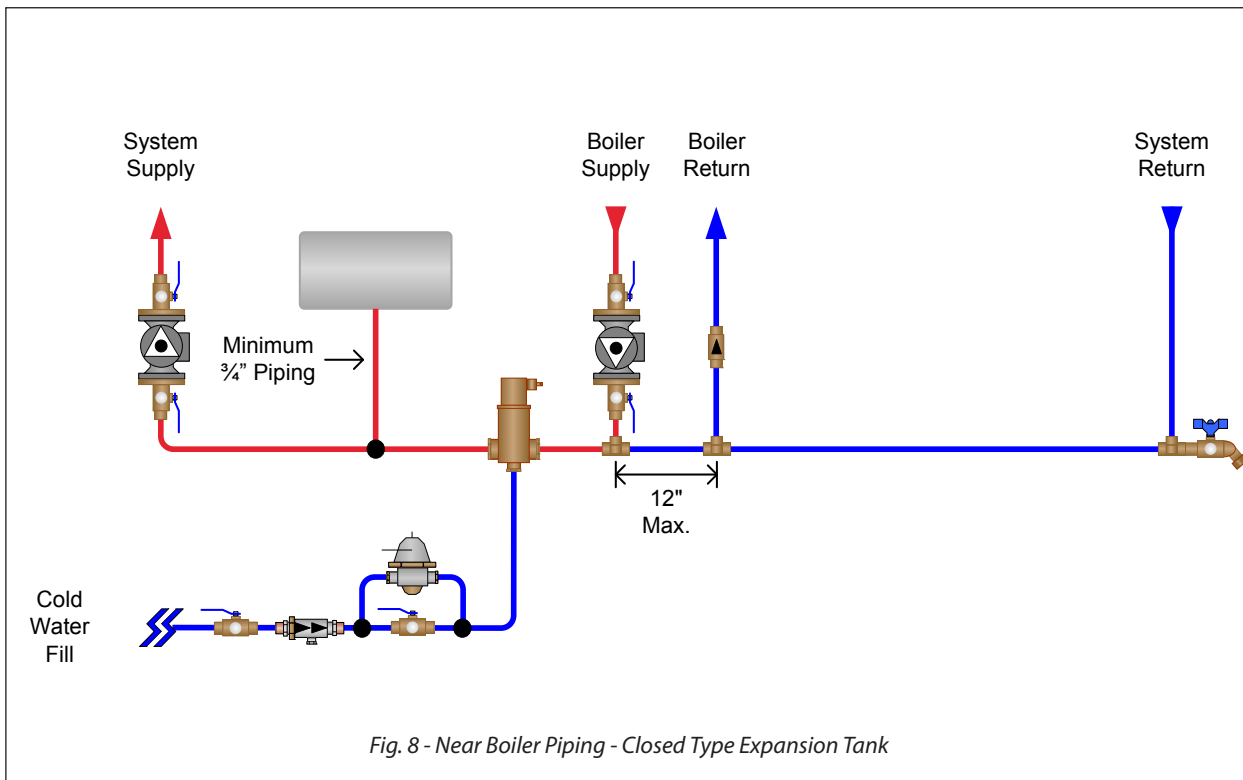 System
Supply
Boiler
Supply
Boiler
Return
System
Return
Minimum
¾” Piping
12"
Max.
Cold
Water
Fill
Fig. 8 - Near Boiler Piping - Closed Type Expansion Tank